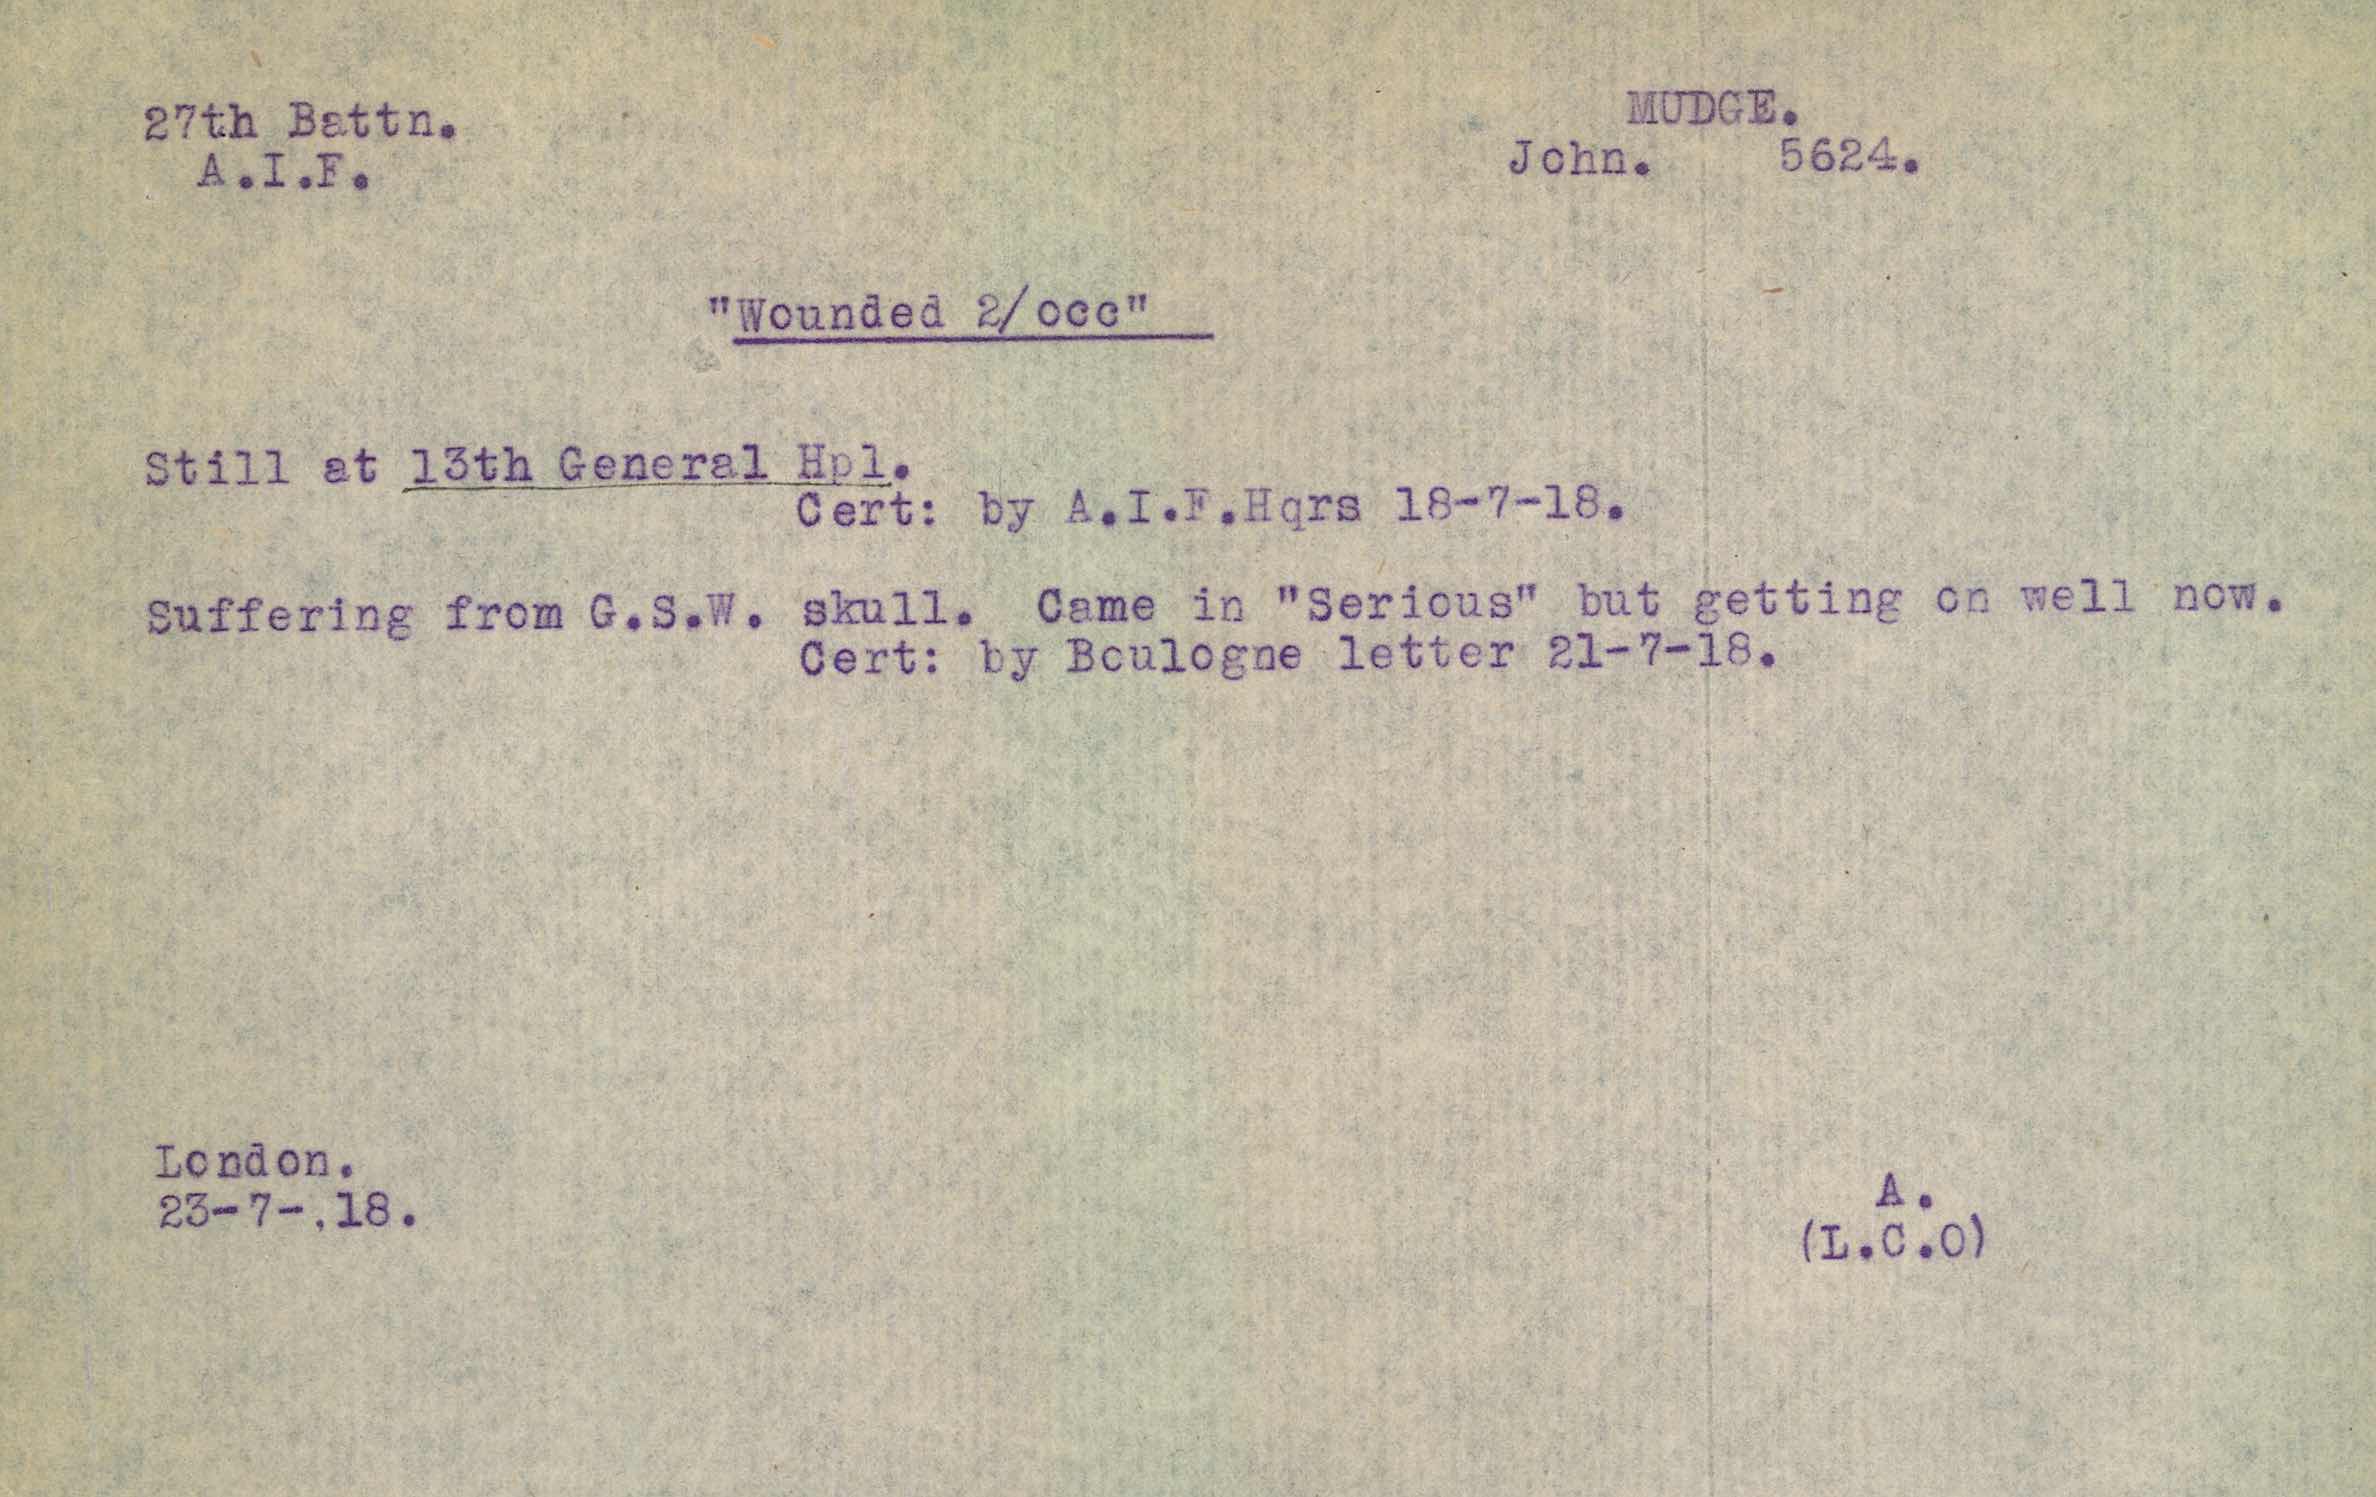 27th Battn.
A.I.F.
MUDGE.
John. 5624.
"Wounded 2/occ"
Still at 13th General Hpl.
Cert: by A.I.F.Hqrs 18-7-18.
Suffering from G.S.W. skull. Came in "Serious" but getting on well now.
Cert: by Boulogne letter 21-7-18.
London.
23-7-.18.
A.
(L.C.O)